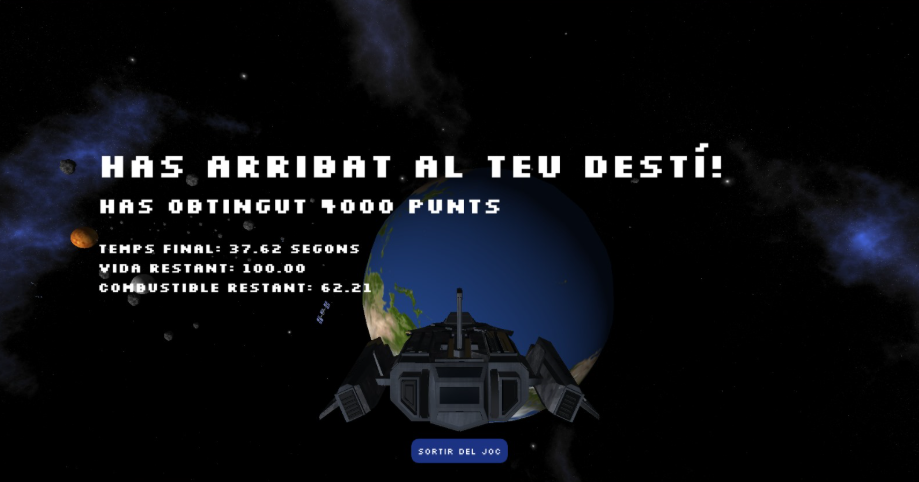 HAS ARRIBAT AL TEU DESTÍ!
HAS OBTINGUT 4000 PUNTS
TEMPS FINAL: 37.62 SEGONS
VIDA RESTANT: 100.00
COMBUSTIBLE RESTANT: 62.21
SORTIR DEL JOC